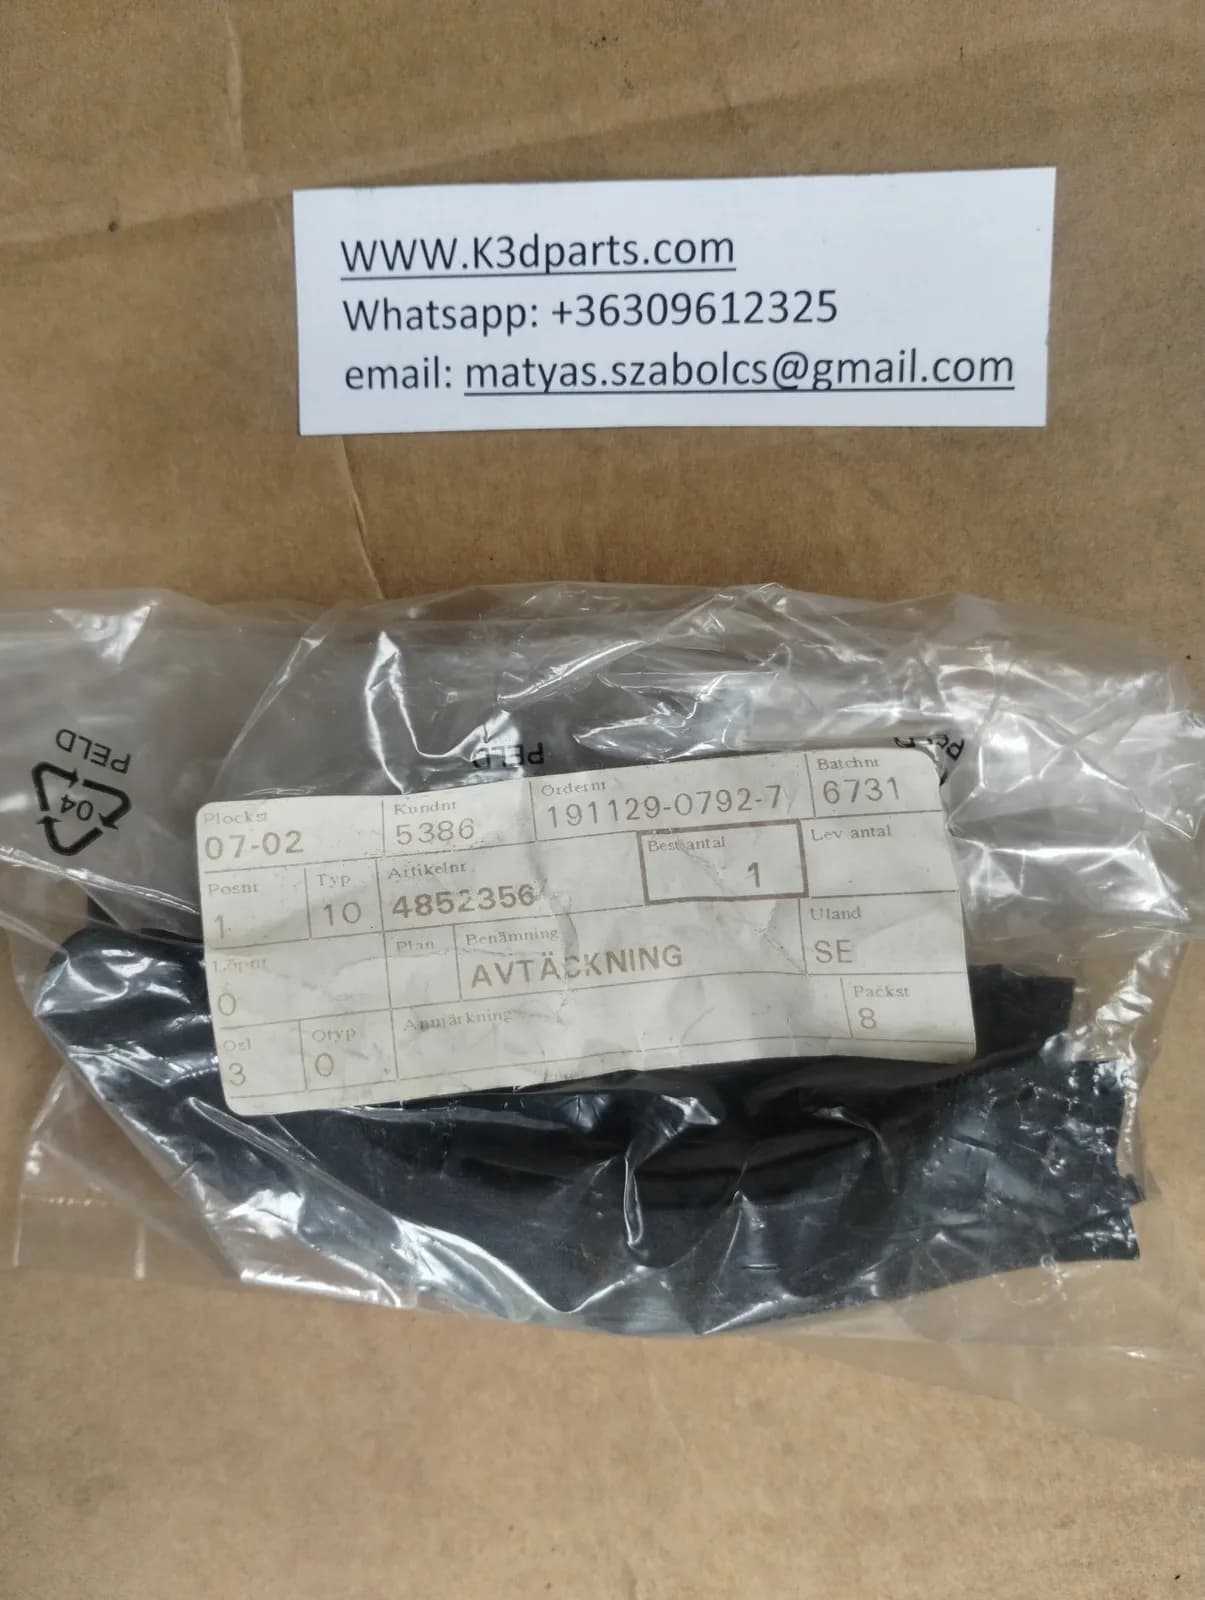 WWW.K3dparts.com
Whatsapp: +36309612325
email: matyas.szabolcs@gmail.com
PELD
04
PELD
Plockst Kundnr Ordernr Batchnr
07-02 5386 191129-0792-7 6731
Posnr Typ Artikelnr Best antal Lev antal
1 10 4852356 1
Löpnr Plan Benämning Uland
0 AVTÄCKNING SE
Osl Otyp Anmärkning Packst
3 0 8